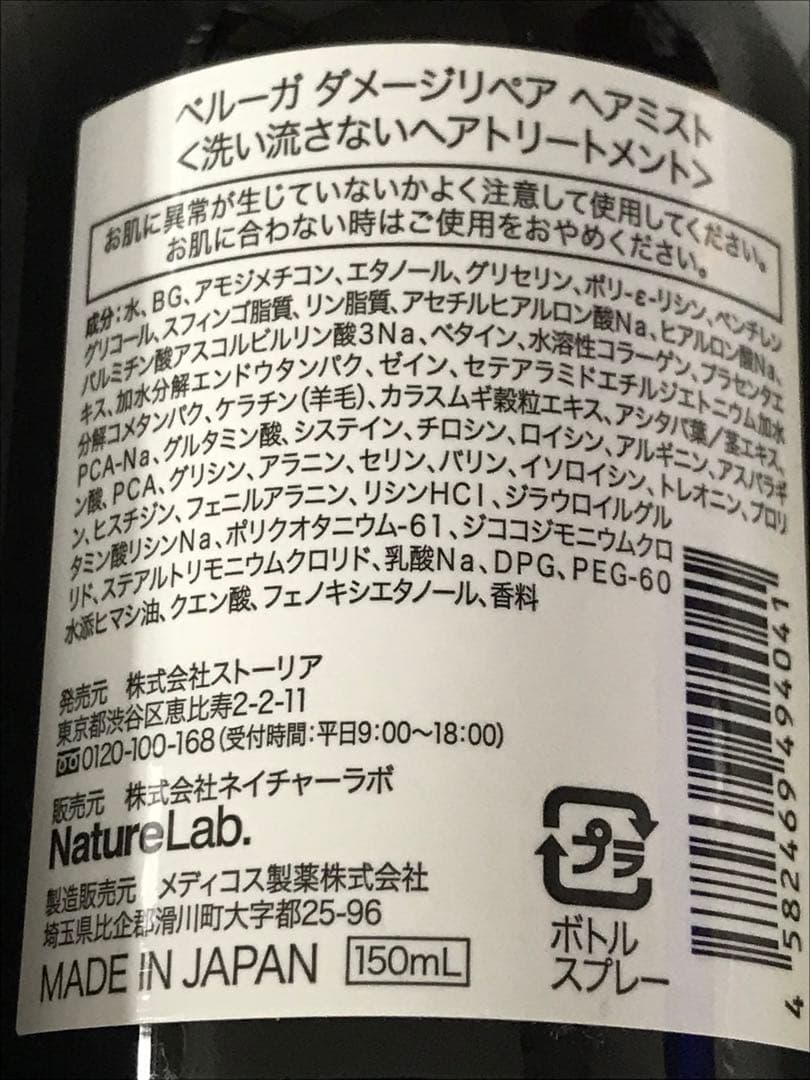 ベルーガ ダメージリペア ヘアミスト
<洗い流さないヘアトリートメント>
お肌に異常が生じていないかよく注意して使用してください。
お肌に合わない時はご使用をおやめください。
成分:水、BG、アモジメチコン、エタノール、グリセリン、ポリ-ε-リシン、ペンチレン
グリコール、スフィンゴ脂質、リン脂質、アセチルヒアルロン酸Na、ヒアルロン酸Na、
パルミチン酸アスコルビルリン酸3Na、ベタイン、水溶性コラーゲン、プラセンタエ
キス、加水分解エンドウタンパク、ゼイン、セテアラミドエチルジエトニウム加水
分解コメタンパク、ケラチン(羊毛)、カラスムギ穀粒エキス、アシタバ葉/茎エキス、
PCA-Na、グルタミン酸、システイン、チロシン、ロイシン、アルギニン、アスパラギ
ン酸、PCA、グリシン、アラニン、セリン、バリン、イソロイシン、トレオニン、プロリ
ン、ヒスチジン、フェニルアラニン、リシンHCl、ジラウロイルグル
タミン酸リシンNa、ポリクオタニウム-61、ジココジモニウムクロ
リド、ステアルトリモニウムクロリド、乳酸Na、DPG、PEG-60
水添ヒマシ油、クエン酸、フェノキシエタノール、香料
発売元 株式会社ストーリア
東京都渋谷区恵比寿2-2-11
0120-100-168(受付時間:平日9:00〜18:00)
販売元 株式会社ネイチャーラボ
NatureLab.
製造販売元 メディコス製薬株式会社
埼玉県比企郡滑川町大字都25-96
MADE IN JAPAN 150mL
プラ
ボトル
スプレー
4 582469 494041